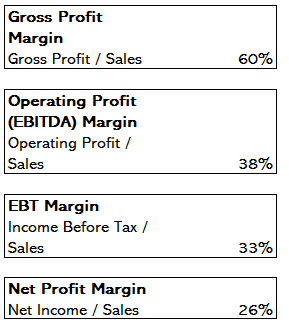 Gross Profit
Margin
Gross Profit / Sales 60%
Operating Profit
(EBITDA) Margin
Operating Profit /
Sales 38%
EBT Margin
Income Before Tax /
Sales 33%
Net Profit Margin
Net Income / Sales 26%